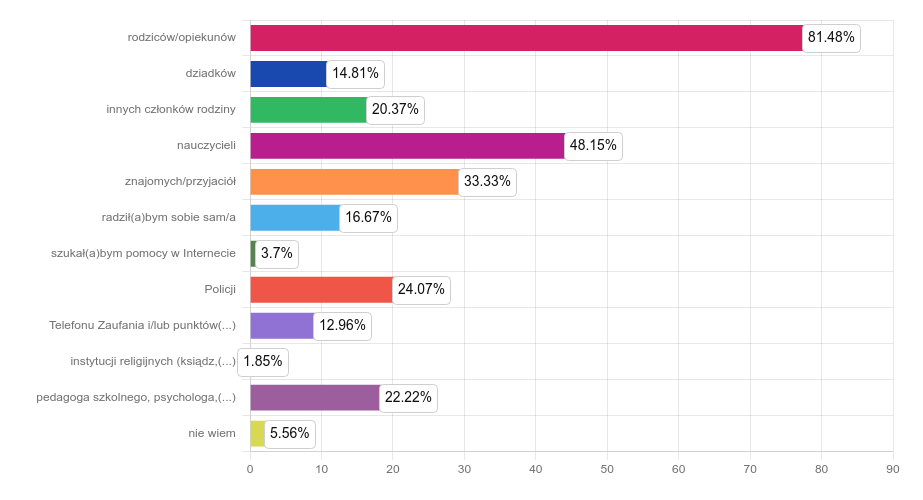 rodziców/opiekunów 81.48%
dziadków 14.81%
innych członków rodziny 20.37%
nauczycieli 48.15%
znajomych/przyjaciół 33.33%
radził(a)bym sobie sam/a 16.67%
szukał(a)bym pomocy w Internecie 3.7%
Policji 24.07%
Telefonu Zaufania i/lub punktów(...) 12.96%
instytucji religijnych (ksiądz,(...) 1.85%
pedagoga szkolnego, psychologa,(...) 22.22%
nie wiem 5.56%
0 10 20 30 40 50 60 70 80 90